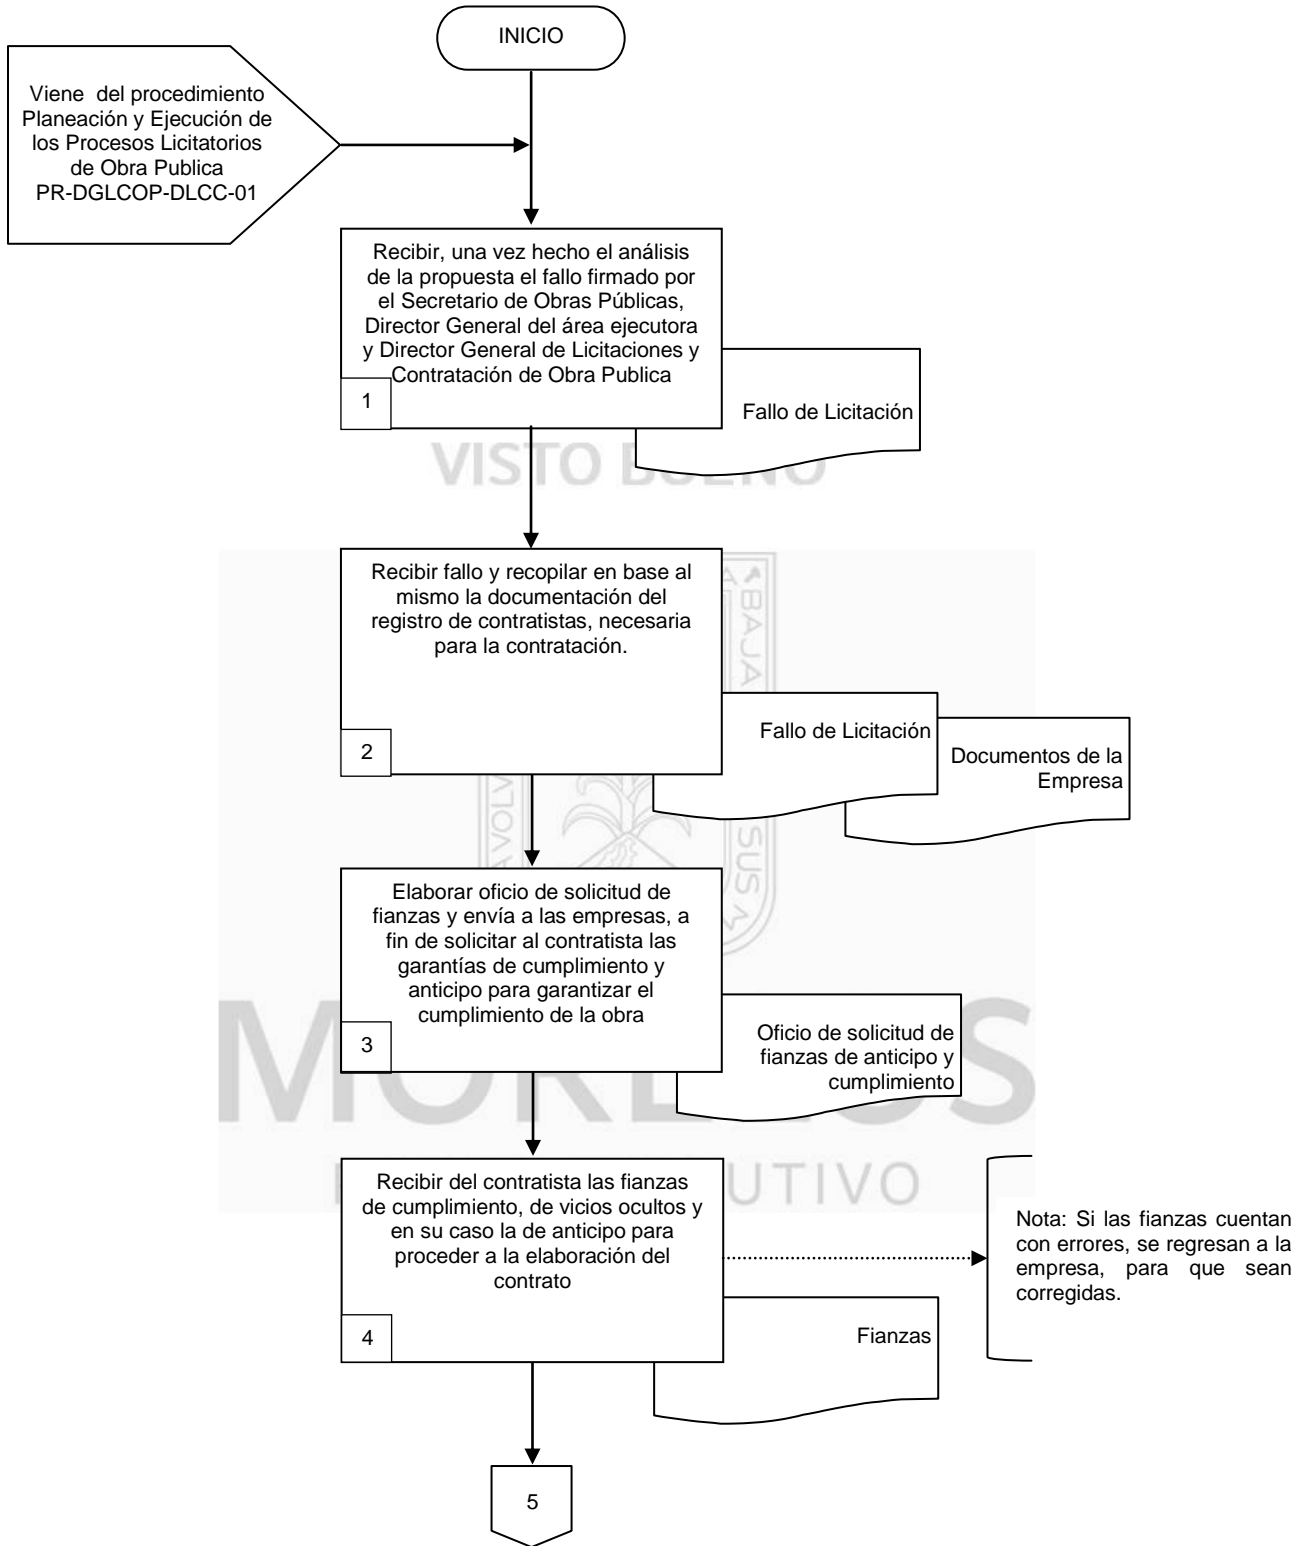 INICIO
Viene del procedimiento
Planeación y Ejecución de
los Procesos Licitatorios
de Obra Publica
PR-DGLCOP-DLCC-01
Recibir, una vez hecho el análisis
de la propuesta el fallo firmado por
el Secretario de Obras Públicas,
Director General del área ejecutora
y Director General de Licitaciones y
Contratación de Obra Publica
1
Fallo de Licitación
VISTO BUENO
Recibir fallo y recopilar en base al
mismo la documentación del
registro de contratistas, necesaria
para la contratación.
2
Fallo de Licitación
Documentos de la
Empresa
BAJA
VOLV
SUS
Elaborar oficio de solicitud de
fianzas y envía a las empresas, a
fin de solicitar al contratista las
garantías de cumplimiento y
anticipo para garantizar el
cumplimiento de la obra
3
Oficio de solicitud de
fianzas de anticipo y
cumplimiento
MORELOS
Recibir del contratista las fianzas
de cumplimiento, de vicios ocultos y
en su caso la de anticipo para
proceder a la elaboración del
contrato
4
UTIVO
Fianzas
Nota: Si las fianzas cuentan
con errores, se regresan a la
empresa, para que sean
corregidas.
5